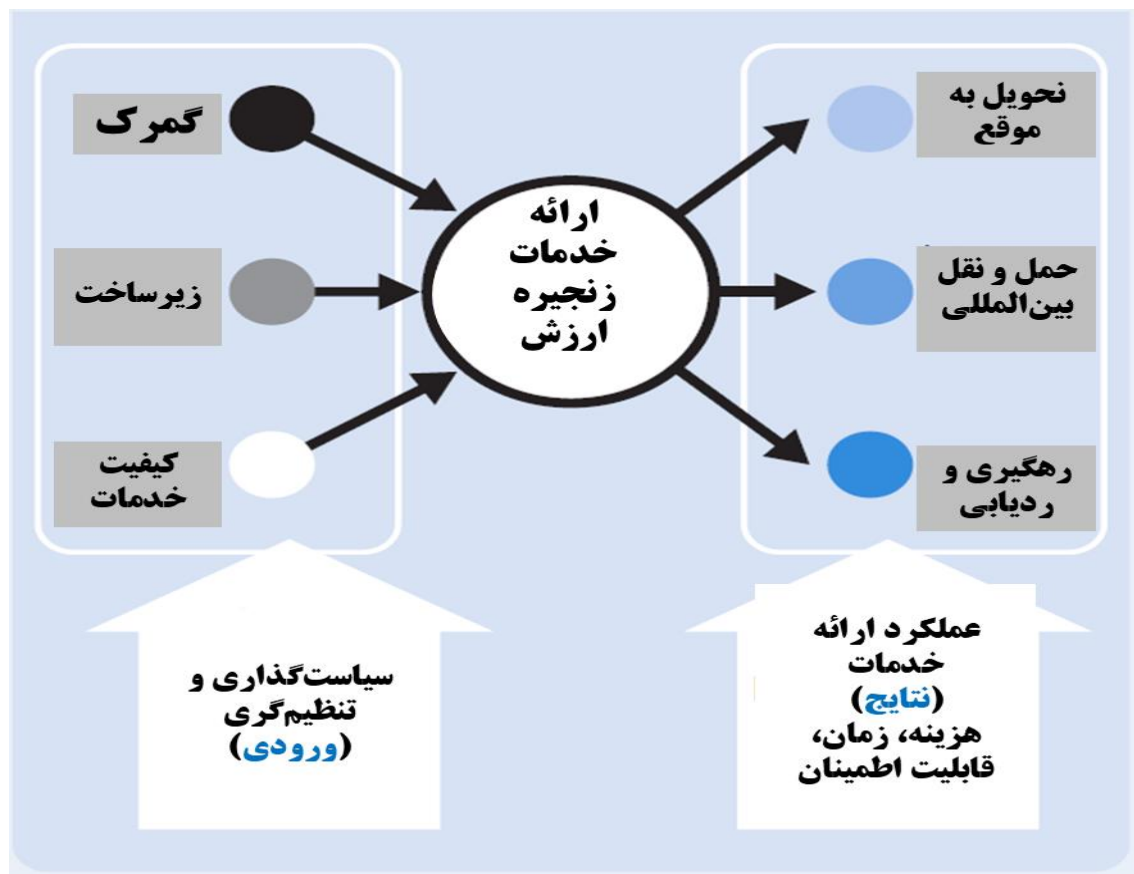 گمرک
زیرساخت
کیفیت
خدمات
ارائه
خدمات
زنجیره
ارزش
نحویل به
موقع
حمل و نقل
بین‌المللی
رهگیری و
ردیابی
سیاست‌گذاری و
تنظیم‌گری
(ورودی)
عملکرد ارائه
خدمات
(نتایج)
هزینه، زمان،
قابلیت اطمینان